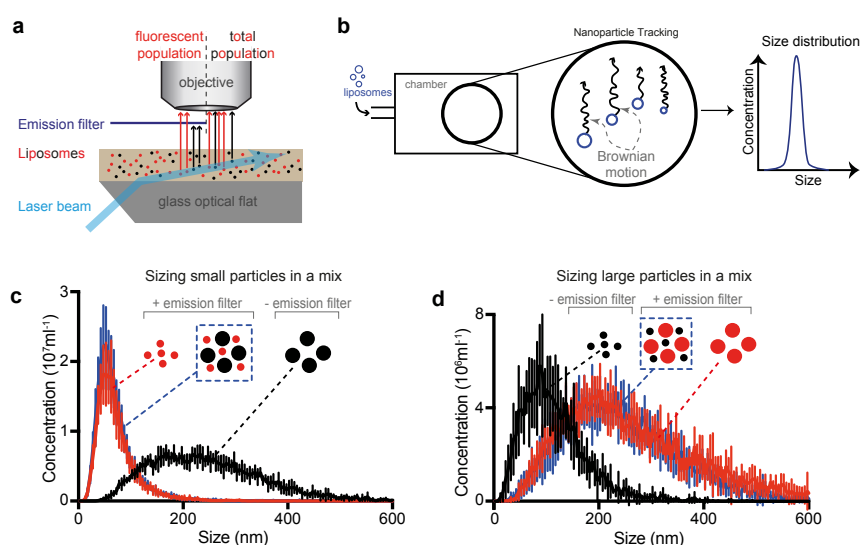 a
fluorescent population
total population
objective
Emission filter
Liposomes
Laser beam
glass optical flat
b
Nanoparticle Tracking
liposomes
chamber
Brownian
motion
Size distribution
Concentration
Size
c
Sizing small particles in a mix
+ emission filter
- emission filter
Concentration (10⁷ml⁻¹)
3
2
1
0
0
200
400
600
Size (nm)
d
Sizing large particles in a mix
- emission filter
+ emission filter
Concentration (10⁶ml⁻¹)
8
4
0
0
200
400
600
Size (nm)